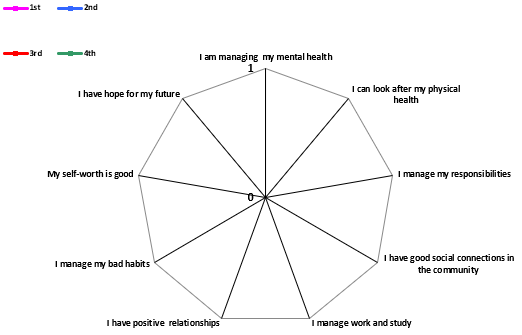 1st 2nd
3rd 4th
I am managing my mental health
1
I can look after my physical
health
I have hope for my future
My self-worth is good
I manage my responsibilities
0
I manage my bad habits
I have good social connections in
the community
I have positive relationships
I manage work and study